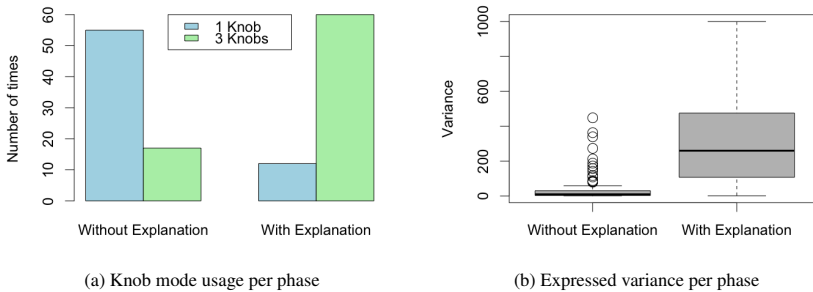 Number of times
0 10 20 30 40 50 60
1 Knob
3 Knobs
Without Explanation With Explanation
(a) Knob mode usage per phase
Variance
0 200 600 1000
Without Explanation With Explanation
(b) Expressed variance per phase